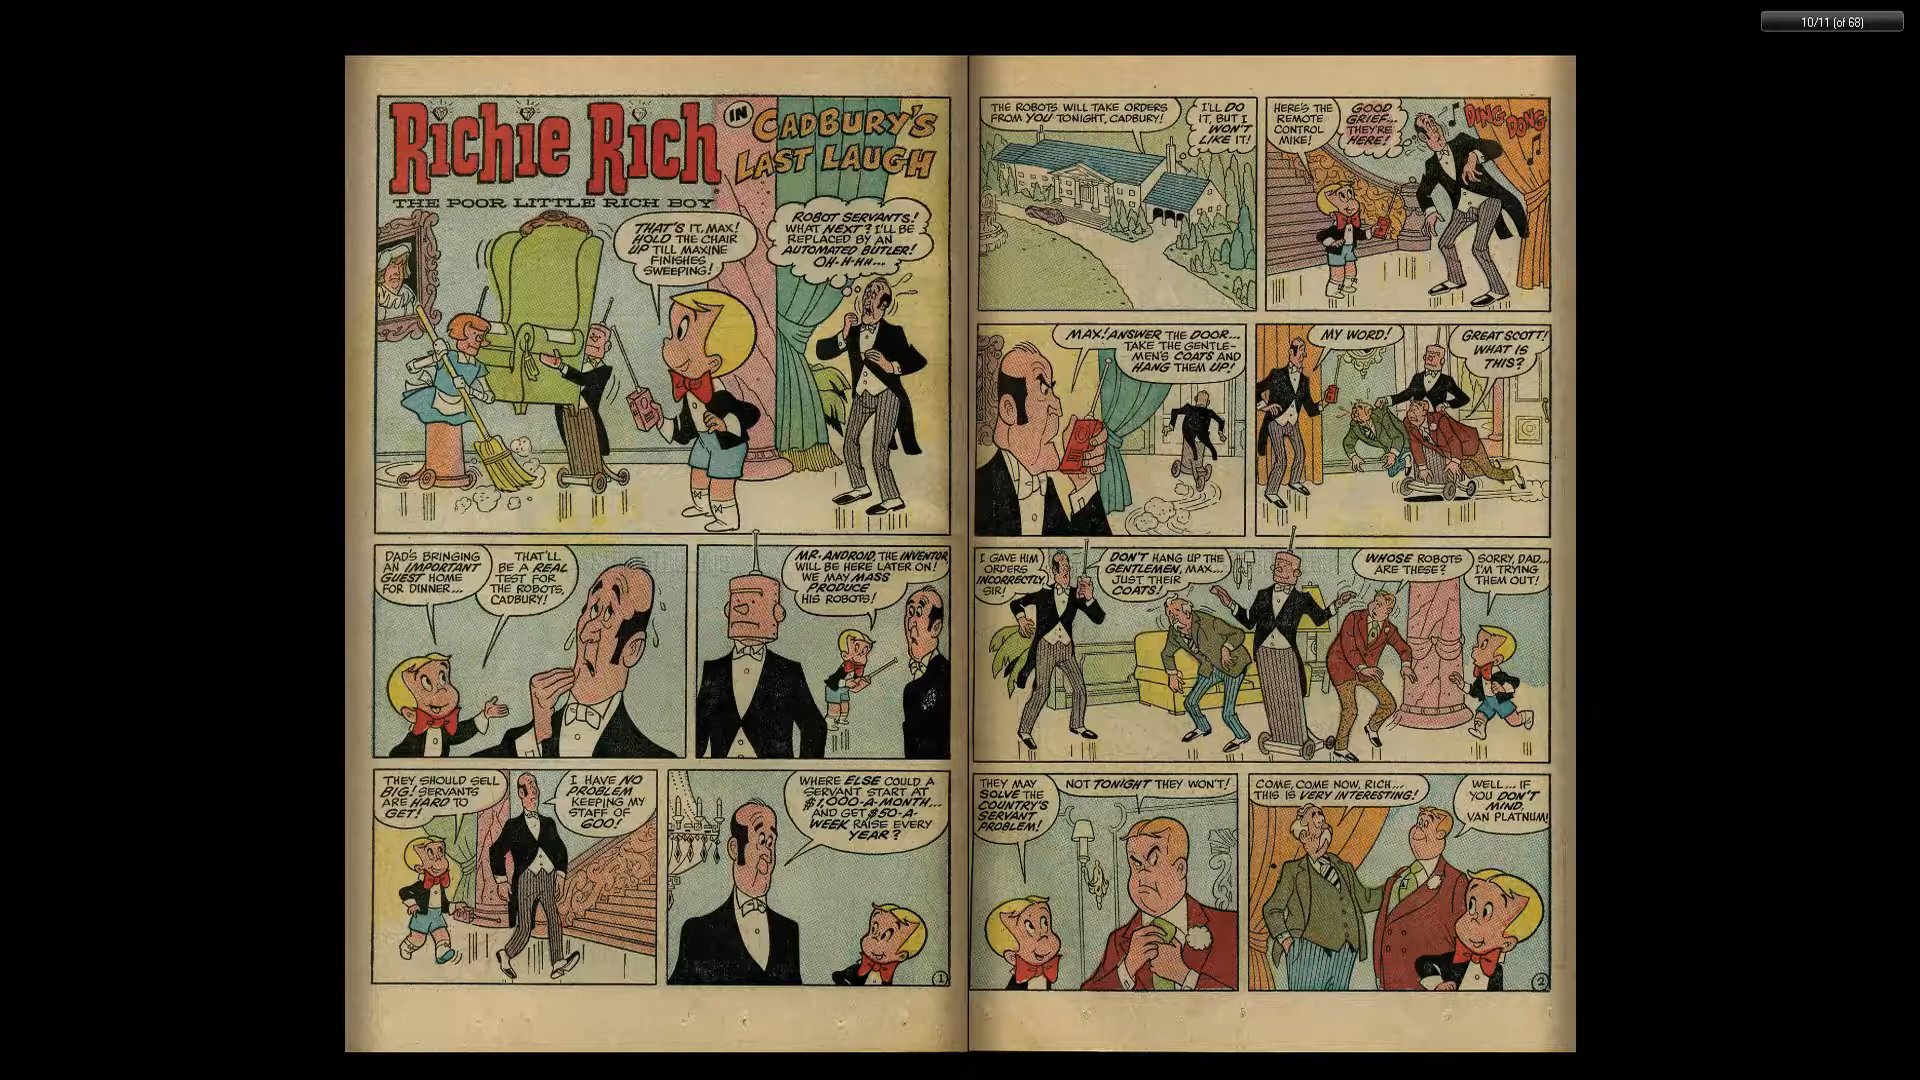 10/11 (of 68)
Richie Rich
IN
CADBURY'S
LAST LAUGH
THE POOR LITTLE RICH BOY
THAT'S IT, MAX!
HOLD THE CHAIR
UP TILL MAXINE
FINISHES
SWEEPING!
ROBOT SERVANTS!
WHAT NEXT? I'LL BE
REPLACED BY AN
AUTOMATED BUTLER!
OH-H-HH...
DAD'S BRINGING
AN IMPORTANT
GUEST HOME
FOR DINNER...
THAT'LL
BE A REAL
TEST FOR
THE ROBOTS,
CADBURY!
MR. ANDROID, THE INVENTOR,
WILL BE HERE LATER ON!
WE MAY MASS
PRODUCE
HIS ROBOTS!
THEY SHOULD SELL
BIG! SERVANTS
ARE HARD TO
GET!
I HAVE NO
PROBLEM
KEEPING MY
STAFF OF
600!
WHERE ELSE COULD A
SERVANT START AT
$1,000-A-MONTH...
AND GET $50-A-
WEEK RAISE EVERY
YEAR?
1
THE ROBOTS WILL TAKE ORDERS
FROM YOU TONIGHT, CADBURY!
I'LL DO
IT, BUT I
WON'T
LIKE IT!
HERE'S THE
REMOTE
CONTROL
MIKE!
GOOD
GRIEF...
THEY'RE
HERE!
DING DONG
MAX! ANSWER THE DOOR...
TAKE THE GENTLE-
MEN'S COATS AND
HANG THEM UP!
MY WORD!
GREAT SCOTT!
WHAT IS
THIS?
I GAVE HIM
ORDERS
INCORRECTLY,
SIR!
DON'T HANG UP THE
GENTLEMEN, MAX...
JUST THEIR
COATS!
WHOSE ROBOTS
ARE THESE?
SORRY, DAD...
I'M TRYING
THEM OUT!
THEY MAY
SOLVE THE
COUNTRY'S
SERVANT
PROBLEM!
NOT TONIGHT THEY WON'T!
COME, COME NOW, RICH...
THIS IS VERY INTERESTING!
WELL... IF
YOU DON'T
MIND,
VAN PLATNUM!
2